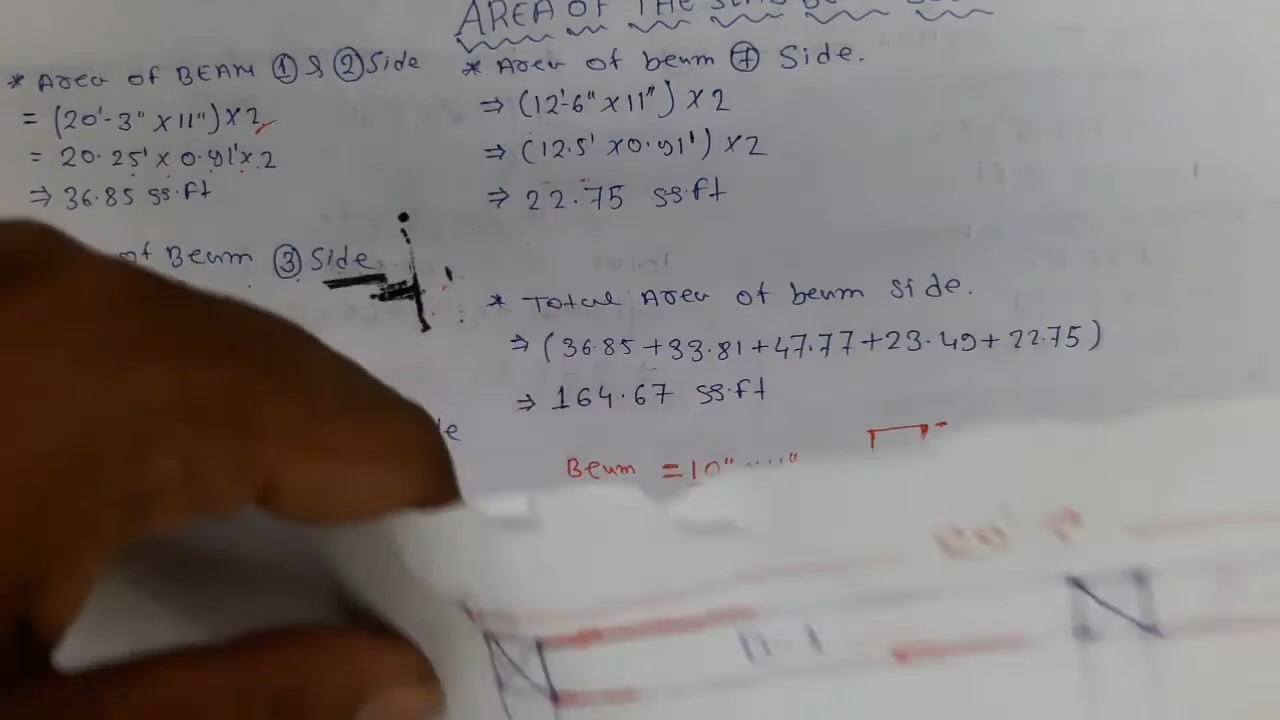 AREA OF THE
* Area of BEAM ① & ② Side
= (20'-3" x 11") x 2
= 20.25' x 0.91' x 2
⇒ 36.85 sq.ft
of Beam ③ Side
* Area of beam ④ Side.
⇒ (12'-6" x 11") x 2
⇒ (12.5' x 0.91') x 2
⇒ 22.75 sq.ft
* Total Area of beam side.
⇒ (36.85 + 33.81 + 47.77 + 23.49 + 22.75)
⇒ 164.67 sq.ft
Beam = 10"